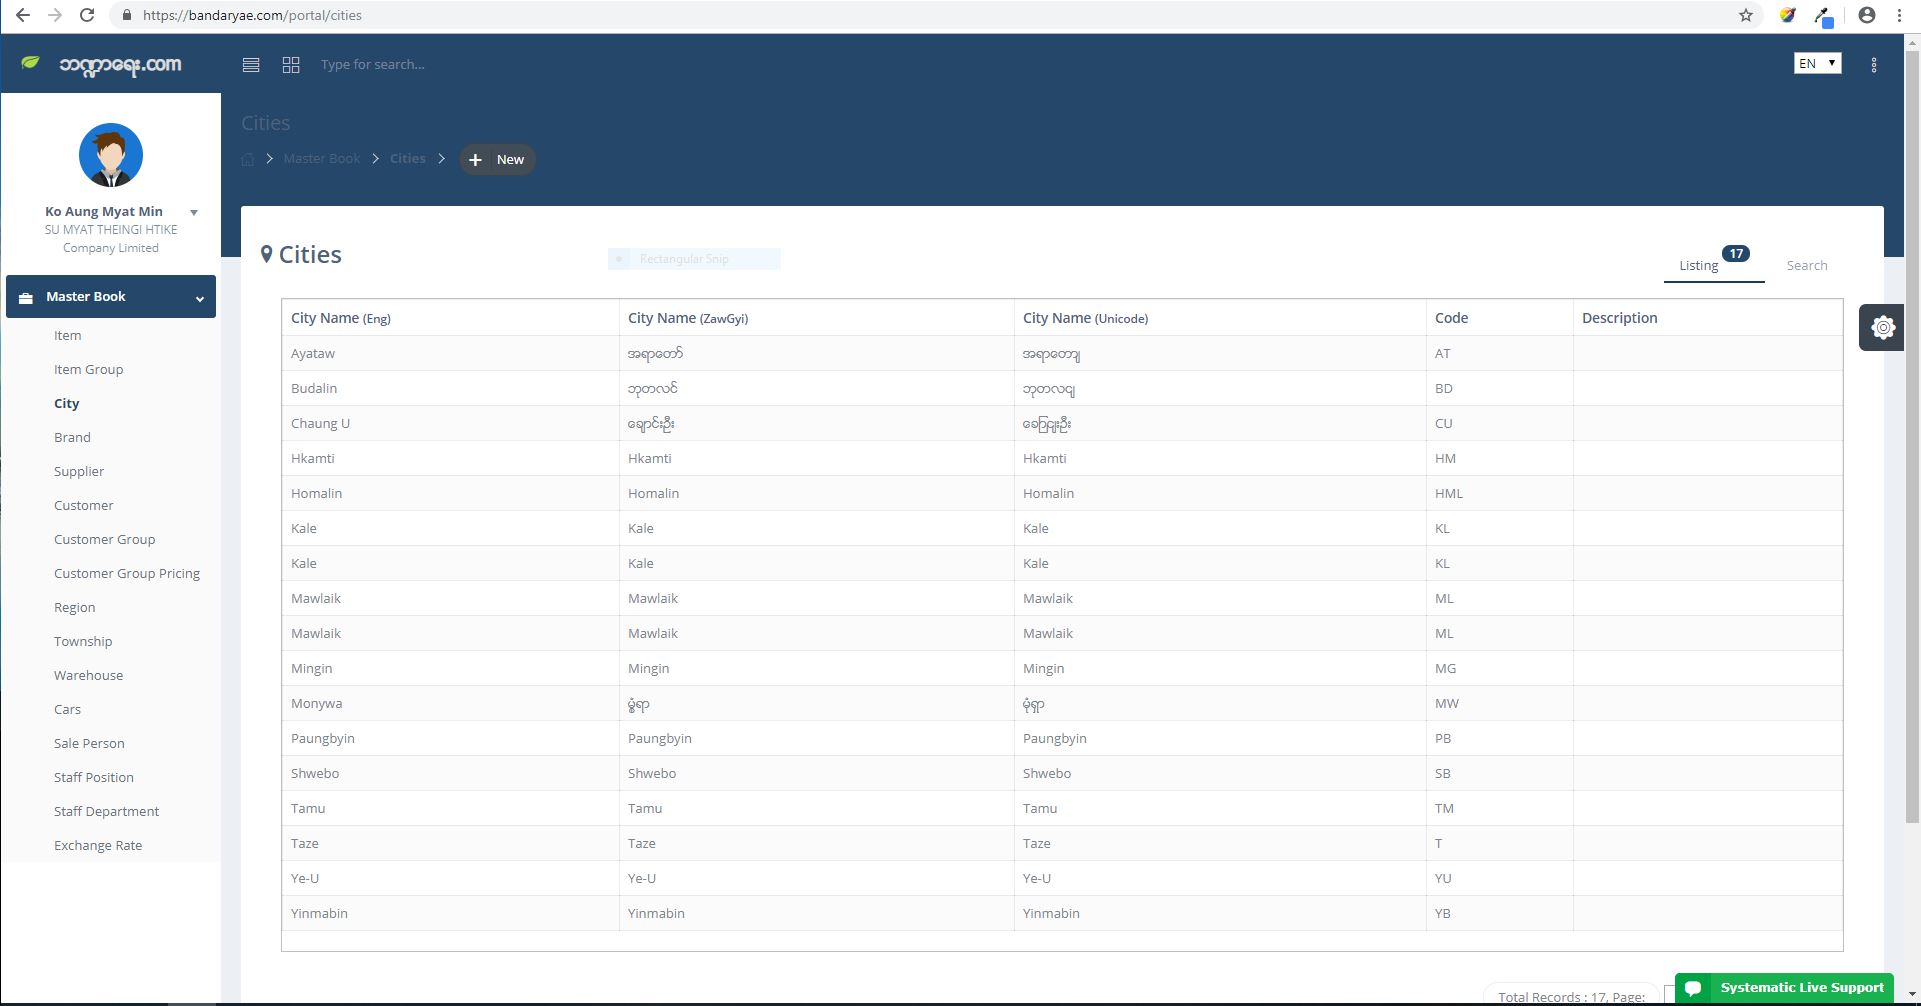 https://bandaryae.com/portal/cities
ဘဏ္ဍာရေး.com
Type for search...
EN
Cities
Master Book
Cities
New
Ko Aung Myat Min
SU MYAT THEINGI HTIKE
Company Limited
Master Book
Item
Item Group
City
Brand
Supplier
Customer
Customer Group
Customer Group Pricing
Region
Township
Warehouse
Cars
Sale Person
Staff Position
Staff Department
Exchange Rate
Cities
Rectangular Snip
Listing 17
Search
City Name (Eng) City Name (ZawGyi) City Name (Unicode) Code Description
Ayataw အရာတော် အရာတောျ AT
Budalin ဘုတလင် ဘုတလငျ BD
Chaung U ချောင်းဦး CU
Hkamti Hkamti Hkamti HM
Homalin Homalin Homalin HML
Kale Kale Kale KL
Kale Kale Kale KL
Mawlaik Mawlaik Mawlaik ML
Mawlaik Mawlaik Mawlaik ML
Mingin Mingin Mingin MG
Monywa MW
Paungbyin Paungbyin Paungbyin PB
Shwebo Shwebo Shwebo SB
Tamu Tamu Tamu TM
Taze Taze Taze T
Ye-U Ye-U Ye-U YU
Yinmabin Yinmabin Yinmabin YB
Total Records : 17, Page:
Systematic Live Support